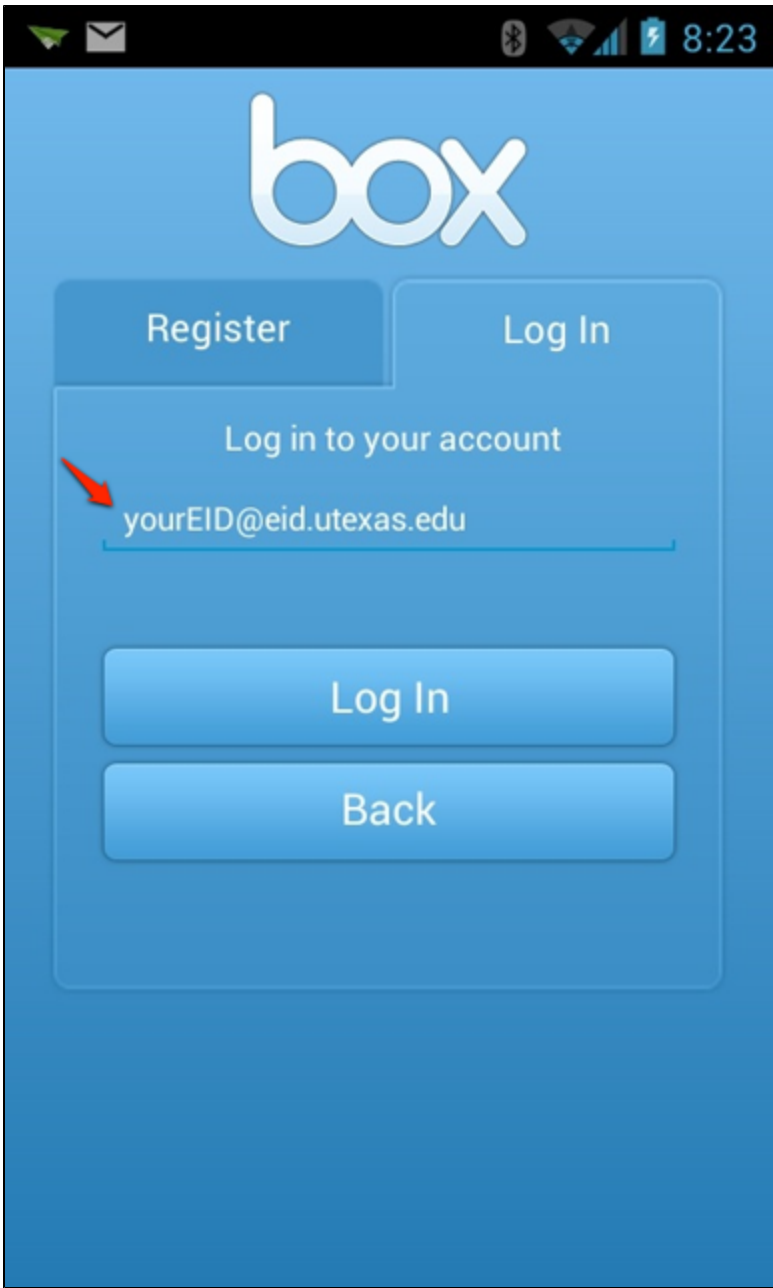 8:23
box
Register
Log In
Log in to your account
yourEID@eid.utexas.edu
Log In
Back